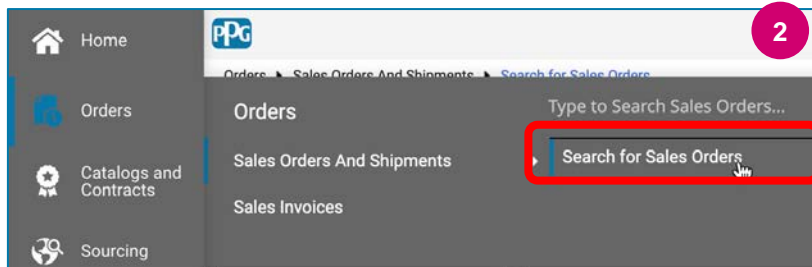 Home
PPG
2
Orders ▸ Sales Orders And Shipments ▸ Search for Sales Orders
Orders
Orders
Type to Search Sales Orders...
Catalogs and
Contracts
Sales Orders And Shipments
Search for Sales Orders
Sales Invoices
Sourcing